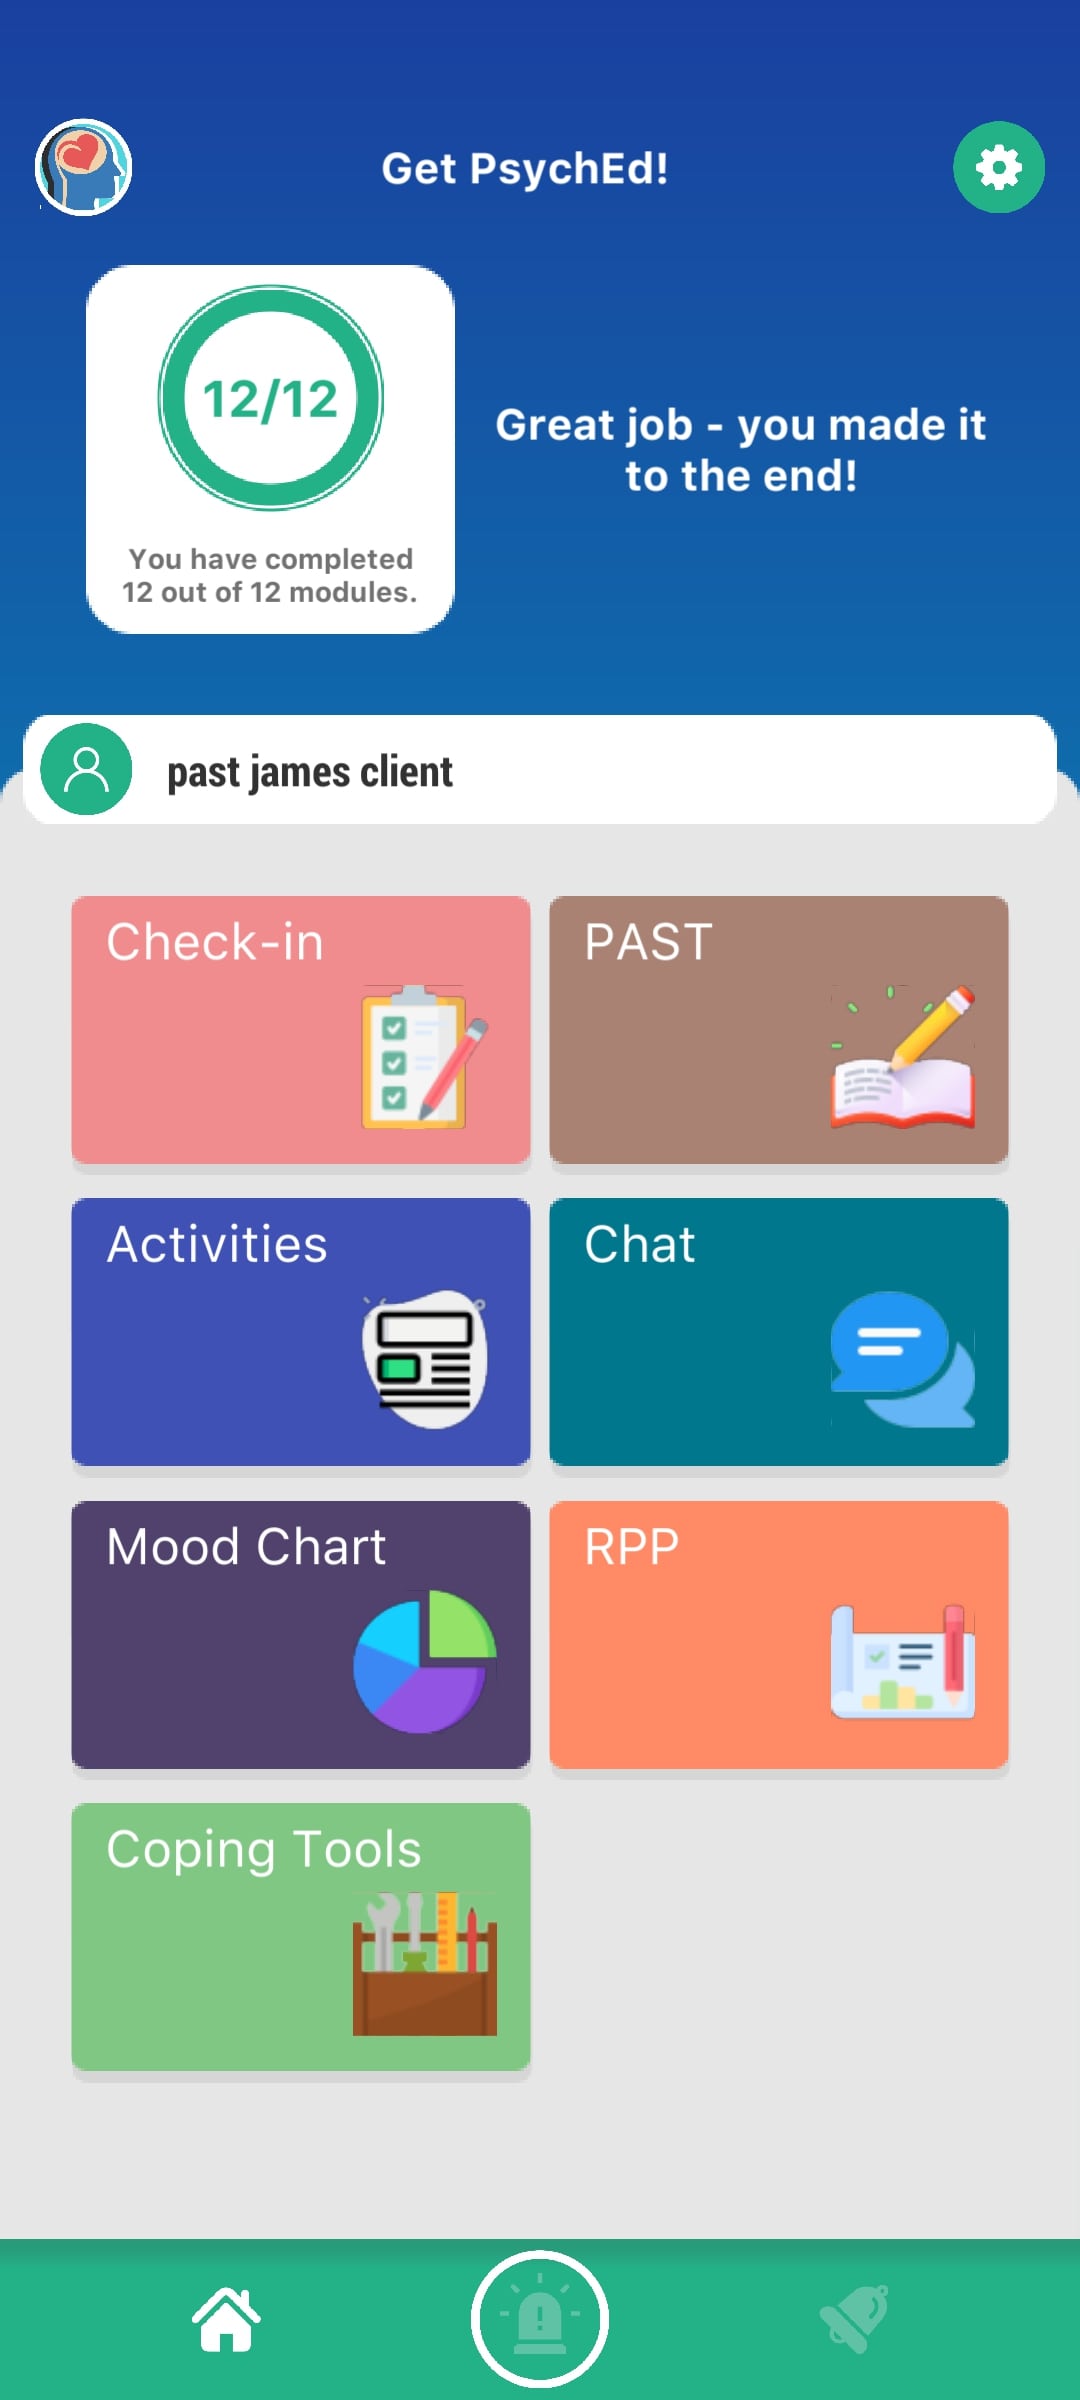 Get PsychEd!
12/12
You have completed
12 out of 12 modules.
Great job - you made it
to the end!
past james client
Check-in
PAST
Activities
Chat
Mood Chart
RPP
Coping Tools